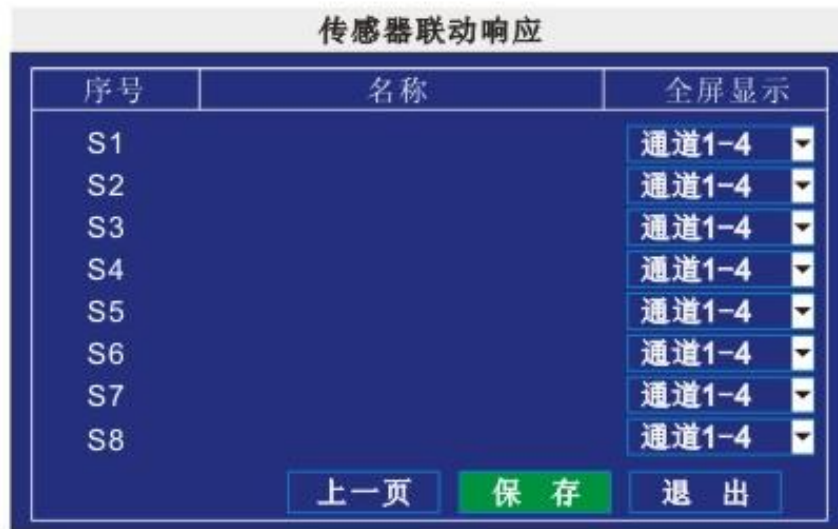 传感器联动响应
序号 名称 全屏显示
S1 通道1-4
S2 通道1-4
S3 通道1-4
S4 通道1-4
S5 通道1-4
S6 通道1-4
S7 通道1-4
S8 通道1-4
上一页 保 存 退 出